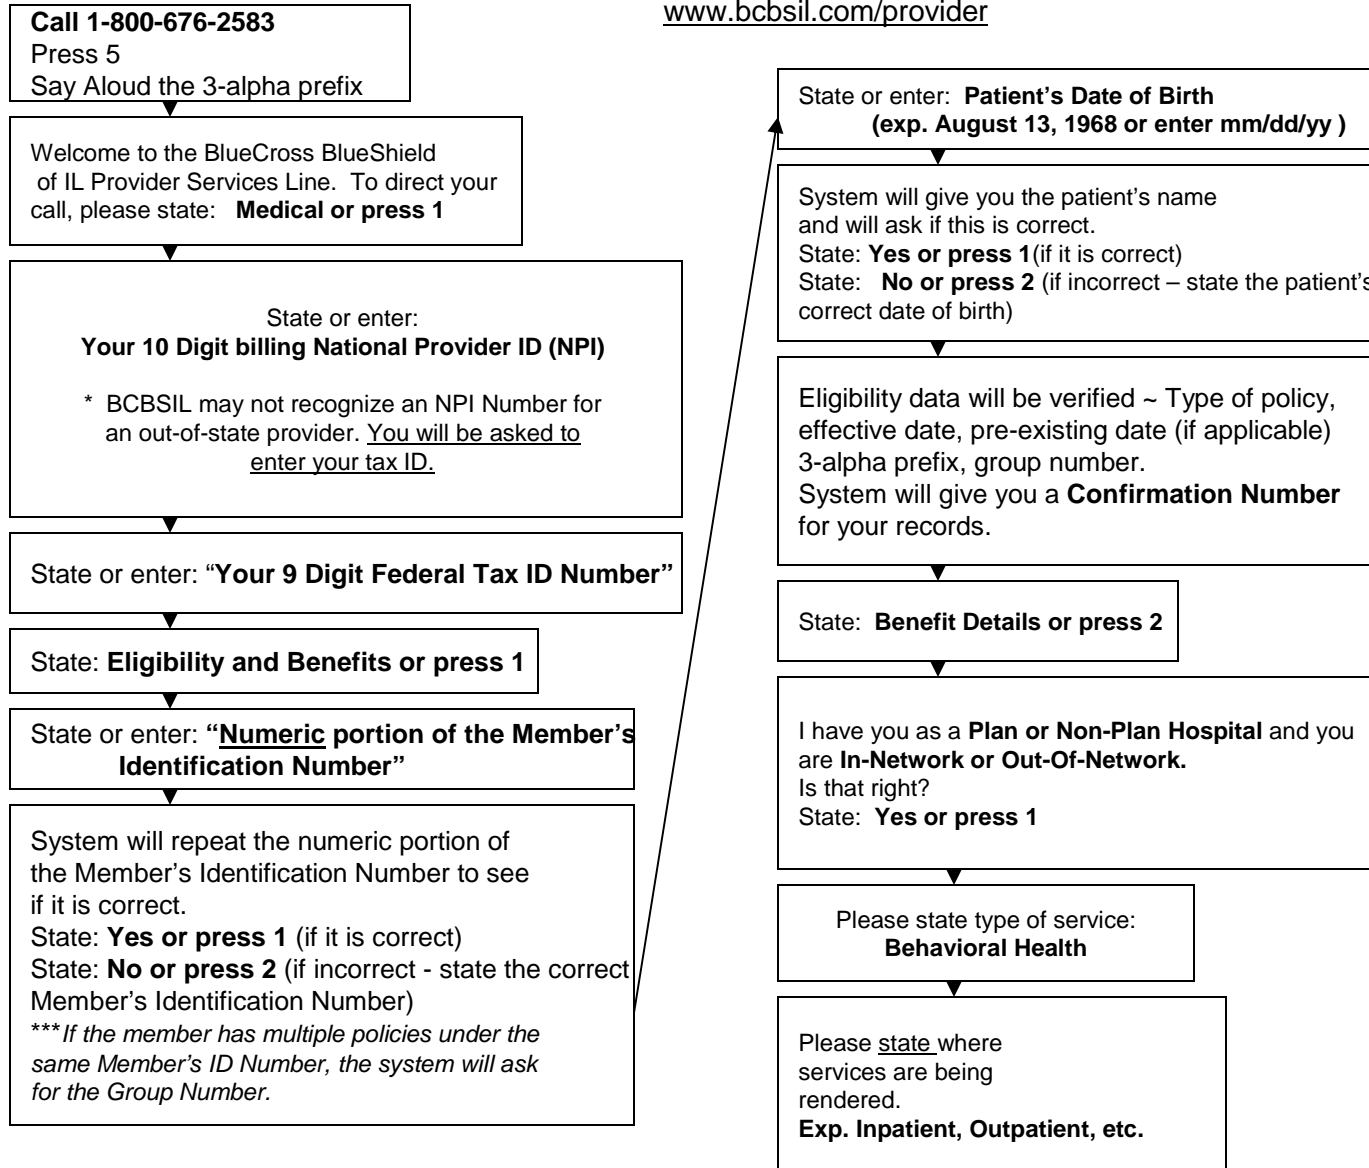 www.bcbsil.com/provider
Call 1-800-676-2583
Press 5
Say Aloud the 3-alpha prefix
Welcome to the BlueCross BlueShield
of IL Provider Services Line. To direct your
call, please state: Medical or press 1
State or enter:
Your 10 Digit billing National Provider ID (NPI)
* BCBSIL may not recognize an NPI Number for
an out-of-state provider. You will be asked to
enter your tax ID.
State or enter: “Your 9 Digit Federal Tax ID Number”
State: Eligibility and Benefits or press 1
State or enter: “Numeric portion of the Member’s
Identification Number”
System will repeat the numeric portion of
the Member’s Identification Number to see
if it is correct.
State: Yes or press 1 (if it is correct)
State: No or press 2 (if incorrect - state the correct
Member’s Identification Number)
***If the member has multiple policies under the
same Member’s ID Number, the system will ask
for the Group Number.
State or enter: Patient’s Date of Birth
(exp. August 13, 1968 or enter mm/dd/yy )
System will give you the patient’s name
and will ask if this is correct.
State: Yes or press 1(if it is correct)
State: No or press 2 (if incorrect – state the patient’s
correct date of birth)
Eligibility data will be verified ~ Type of policy,
effective date, pre-existing date (if applicable)
3-alpha prefix, group number.
System will give you a Confirmation Number
for your records.
State: Benefit Details or press 2
I have you as a Plan or Non-Plan Hospital and you
are In-Network or Out-Of-Network.
Is that right?
State: Yes or press 1
Please state type of service:
Behavioral Health
Please state where
services are being
rendered.
Exp. Inpatient, Outpatient, etc.